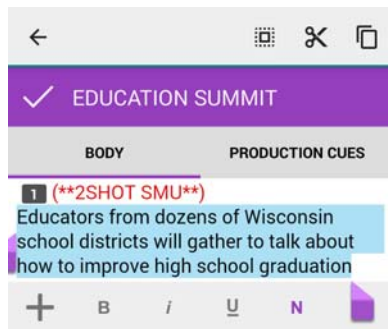 EDUCATION SUMMIT
BODY PRODUCTION CUES
1 (**2SHOT SMU**)
Educators from dozens of Wisconsin
school districts will gather to talk about
how to improve high school graduation
B i U N